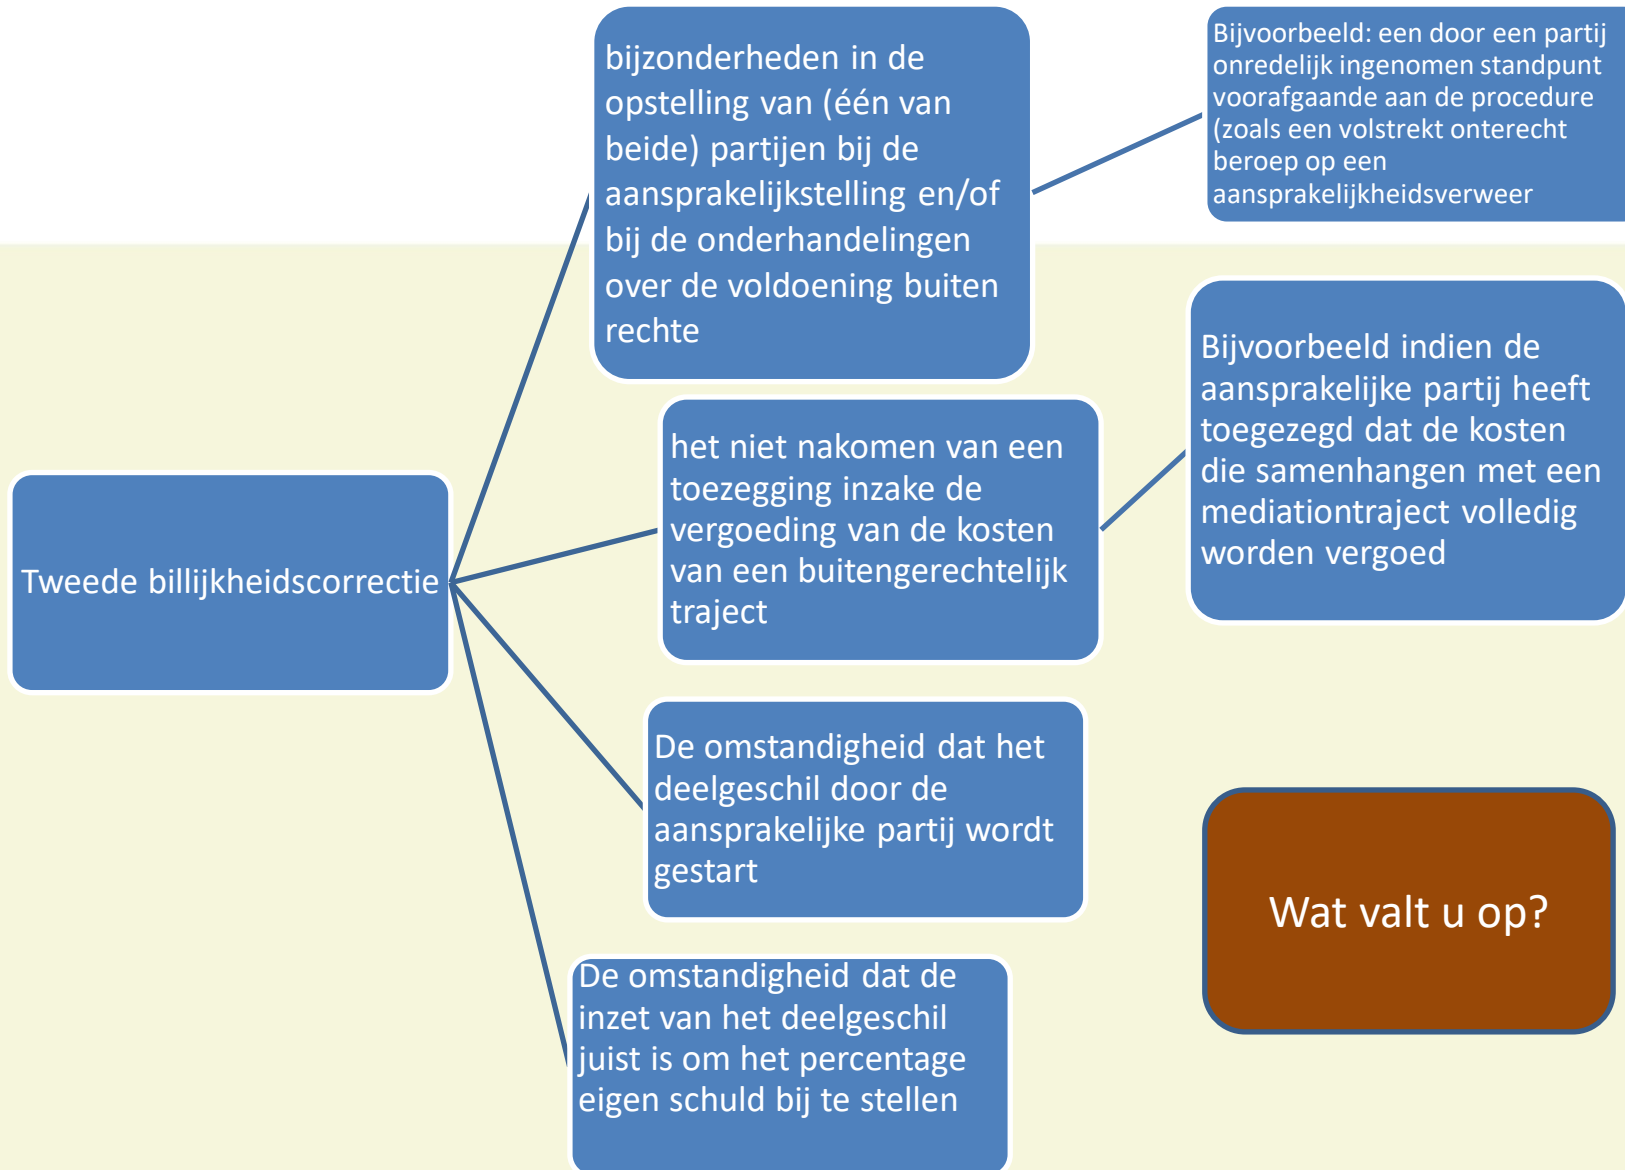 Tweede billijkheidscorrectie
bijzonderheden in de
opstelling van (één van
beide) partijen bij de
aansprakelijkstelling en/of
bij de onderhandelingen
over de voldoening buiten
rechte
Bijvoorbeeld: een door een partij
onredelijk ingenomen standpunt
voorafgaande aan de procedure
(zoals een volstrekt onterecht
beroep op een
aansprakelijkheidsverweer
het niet nakomen van een
toezegging inzake de
vergoeding van de kosten
van een buitengerechtelijk
traject
Bijvoorbeeld indien de
aansprakelijke partij heeft
toegezegd dat de kosten
die samenhangen met een
mediationtraject volledig
worden vergoed
De omstandigheid dat het
deelgeschil door de
aansprakelijke partij wordt
gestart
De omstandigheid dat de
inzet van het deelgeschil
juist is om het percentage
eigen schuld bij te stellen
Wat valt u op?